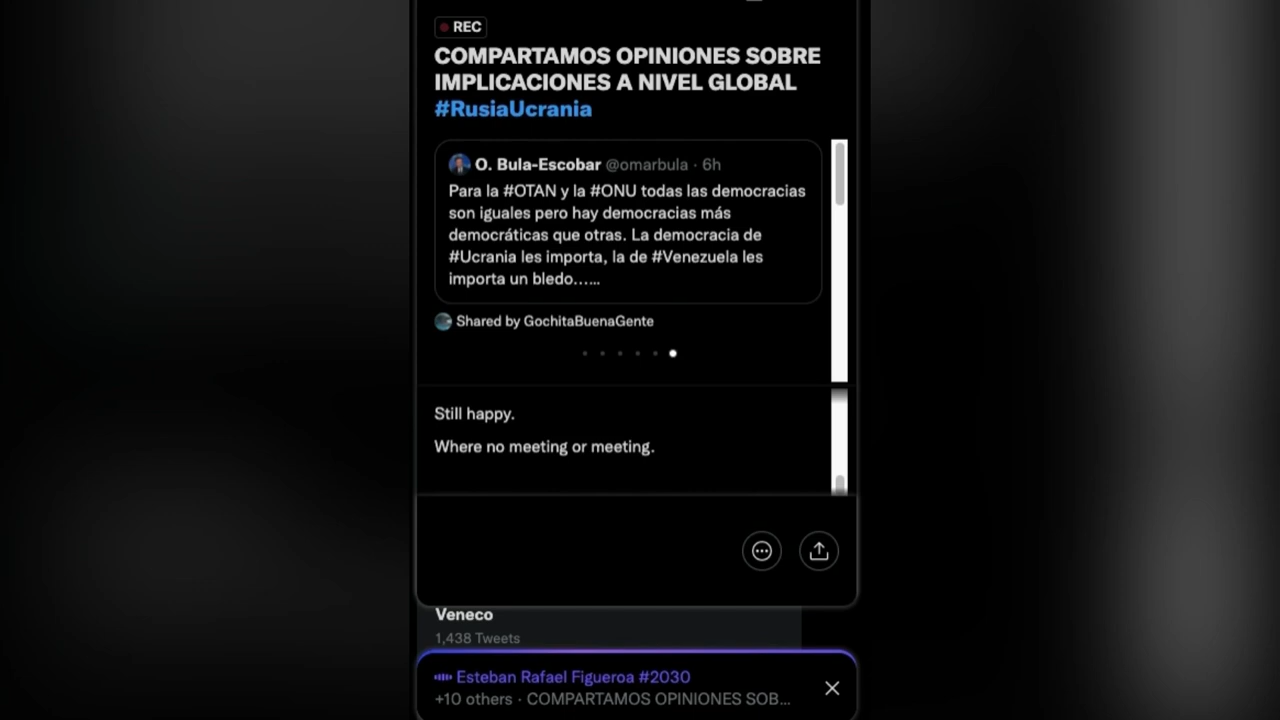 REC
COMPARTAMOS OPINIONES SOBRE
IMPLICACIONES A NIVEL GLOBAL
#RusiaUcrania
O. Bula-Escobar @omarbula · 6h
Para la #OTAN y la #ONU todas las democracias
son iguales pero hay democracias más
democráticas que otras. La democracia de
#Ucrania les importa, la de #Venezuela les
importa un bledo......
Shared by GochitaBuenaGente
Still happy.
Where no meeting or meeting.
Veneco
1,438 Tweets
Esteban Rafael Figueroa #2030
+10 others · COMPARTAMOS OPINIONES SOB...